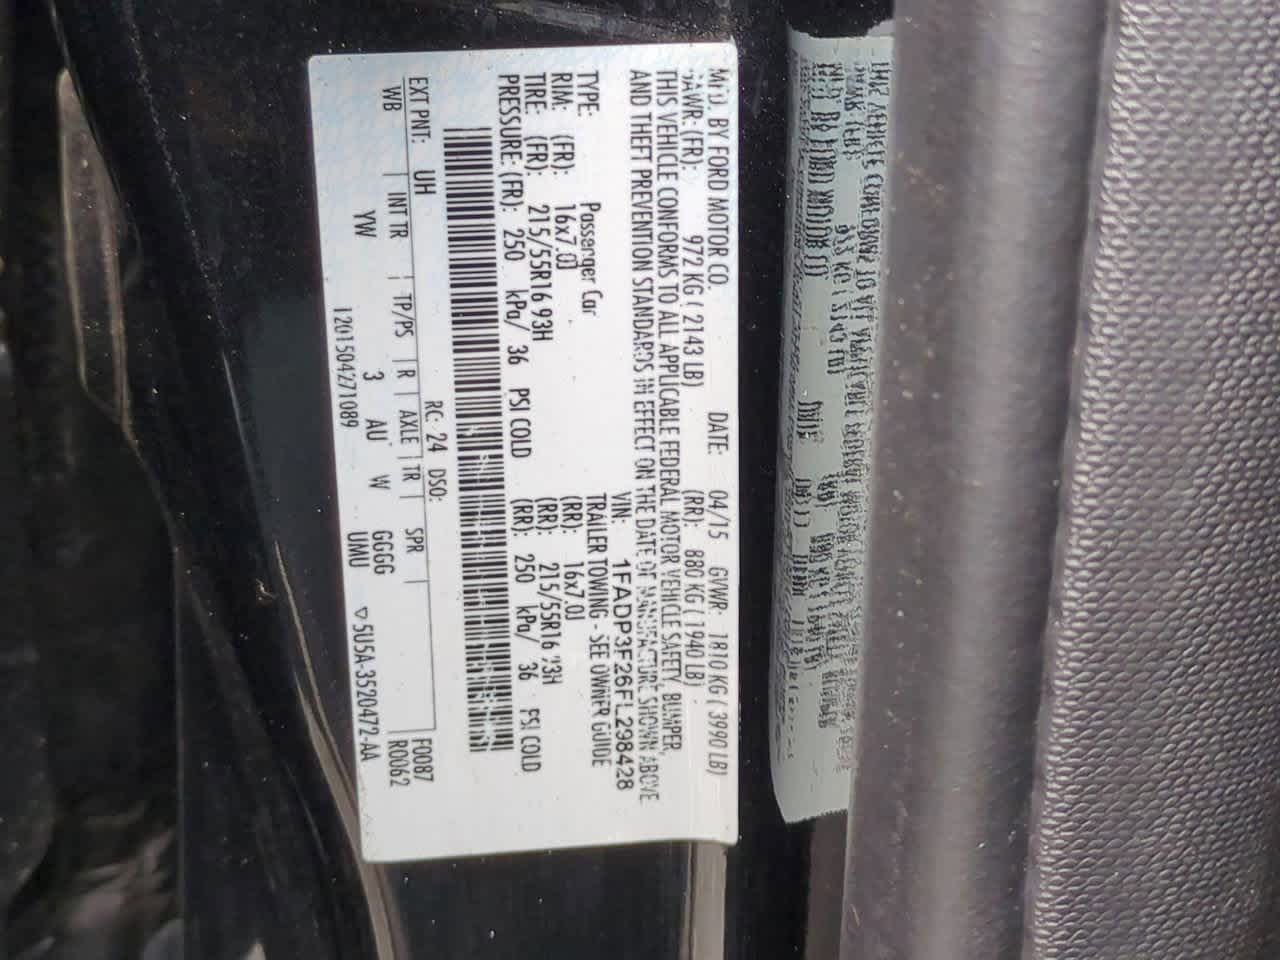 MFD. BY FORD MOTOR CO. DATE: 04/15 GVWR: 1810 KG ( 3990 LB)
GAWR: (FR): 972 KG ( 2143 LB) (RR): 880 KG ( 1940 LB)
THIS VEHICLE CONFORMS TO ALL APPLICABLE FEDERAL MOTOR VEHICLE SAFETY, BUMPER,
AND THEFT PREVENTION STANDARDS IN EFFECT ON THE DATE OF MANUFACTURE SHOWN ABOVE
VIN: 1FADP3F26FL298428
TYPE: Passenger Car TRAILER TOWING - SEE OWNER GUIDE
RIM: (FR): 16x7.0J (RR): 16x7.0J
TIRE: (FR): 215/55R16 93H (RR): 215/55R16 93H
PRESSURE: (FR): 250 kPa/ 36 PSI COLD (RR): 250 kPa/ 36 PSI COLD
EXT PNT: UH RC: 24 DSO: F0087
WB INT TR TP/PS R AXLE TR SPR R0062
YW 3 AU W GGGG
1201504271089 UMU ▽5U5A-3520472-AA